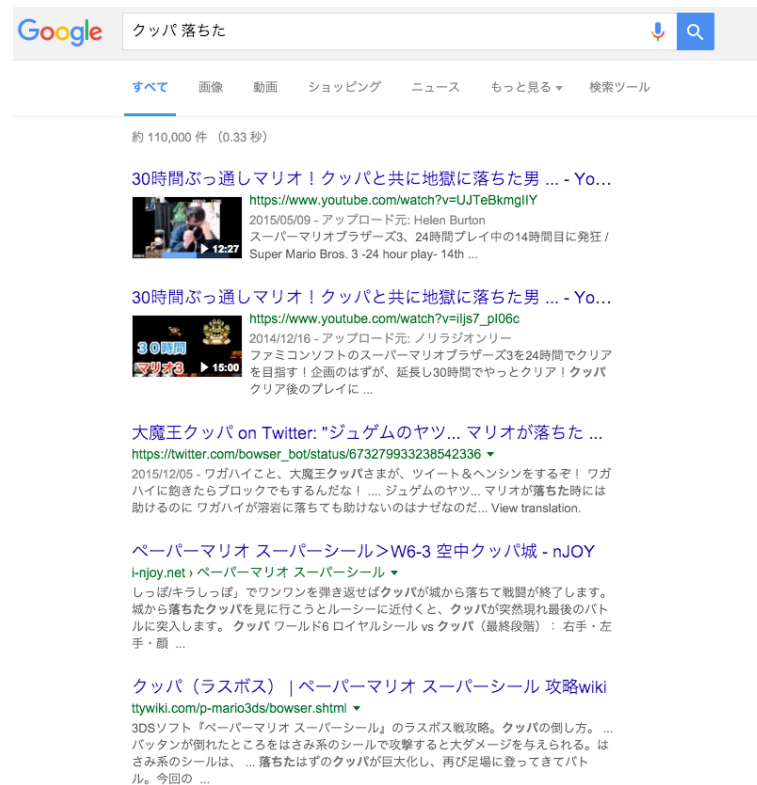 Google
クッパ 落ちた
すべて 画像 動画 ショッピング ニュース もっと見る 検索ツール
約 110,000 件 （0.33 秒）
30時間ぶっ通しマリオ！クッパと共に地獄に落ちた男 ... - Yo...
https://www.youtube.com/watch?v=UJTeBkmgIIY
2015/05/09 - アップロード元: Helen Burton
スーパーマリオブラザーズ3、24時間プレイ中の14時間目に発狂 /
Super Mario Bros. 3 -24 hour play- 14th ...
12:27
30時間ぶっ通しマリオ！クッパと共に地獄に落ちた男 ... - Yo...
https://www.youtube.com/watch?v=iIjs7_pI06c
2014/12/16 - アップロード元: ノリラジオンリー
ファミコンソフトのスーパーマリオブラザーズ3を24時間でクリア
を目指す！企画のはずが、延長し30時間でやっとクリア！クッパ
クリア後のプレイに ...
30時間
マリオ3
15:00
大魔王クッパ on Twitter: "ジュゲムのヤツ... マリオが落ちた ...
https://twitter.com/bowser_bot/status/673279933238542336
2015/12/05 - ワガハイこと、大魔王クッパさまが、ツイート＆ヘンシンをするぞ！ ワガ
ハイに飽きたらブロックでもするんだな！ .... ジュゲムのヤツ... マリオが落ちた時には
助けるのに ワガハイが溶岩に落ちても助けないのはナゼなのだ... View translation.
ペーパーマリオ スーパーシール＞W6-3 空中クッパ城 - nJOY
i-njoy.net › ペーパーマリオ スーパーシール
しっぽ/キラしっぽ」でワンワンを弾き返せばクッパが城から落ちて戦闘が終了します。
城から落ちたクッパを見に行こうとルーシーに近付くと、クッパが突然現れ最後のバト
ルに突入します。 クッパ ワールド6 ロイヤルシール vs クッパ（最終段階）： 右手・左
手・顔 ...
クッパ（ラスボス） | ペーパーマリオ スーパーシール 攻略wiki
ttywiki.com/p-mario3ds/bowser.shtml
3DSソフト『ペーパーマリオ スーパーシール』のラスボス戦攻略。クッパの倒し方。 ...
バッタンが倒れたところをはさみ系のシールで攻撃すると大ダメージを与えられる。は
さみ系のシールは、 ... 落ちたはずのクッパが巨大化し、再び足場に登ってきてバト
ル。今回の ...